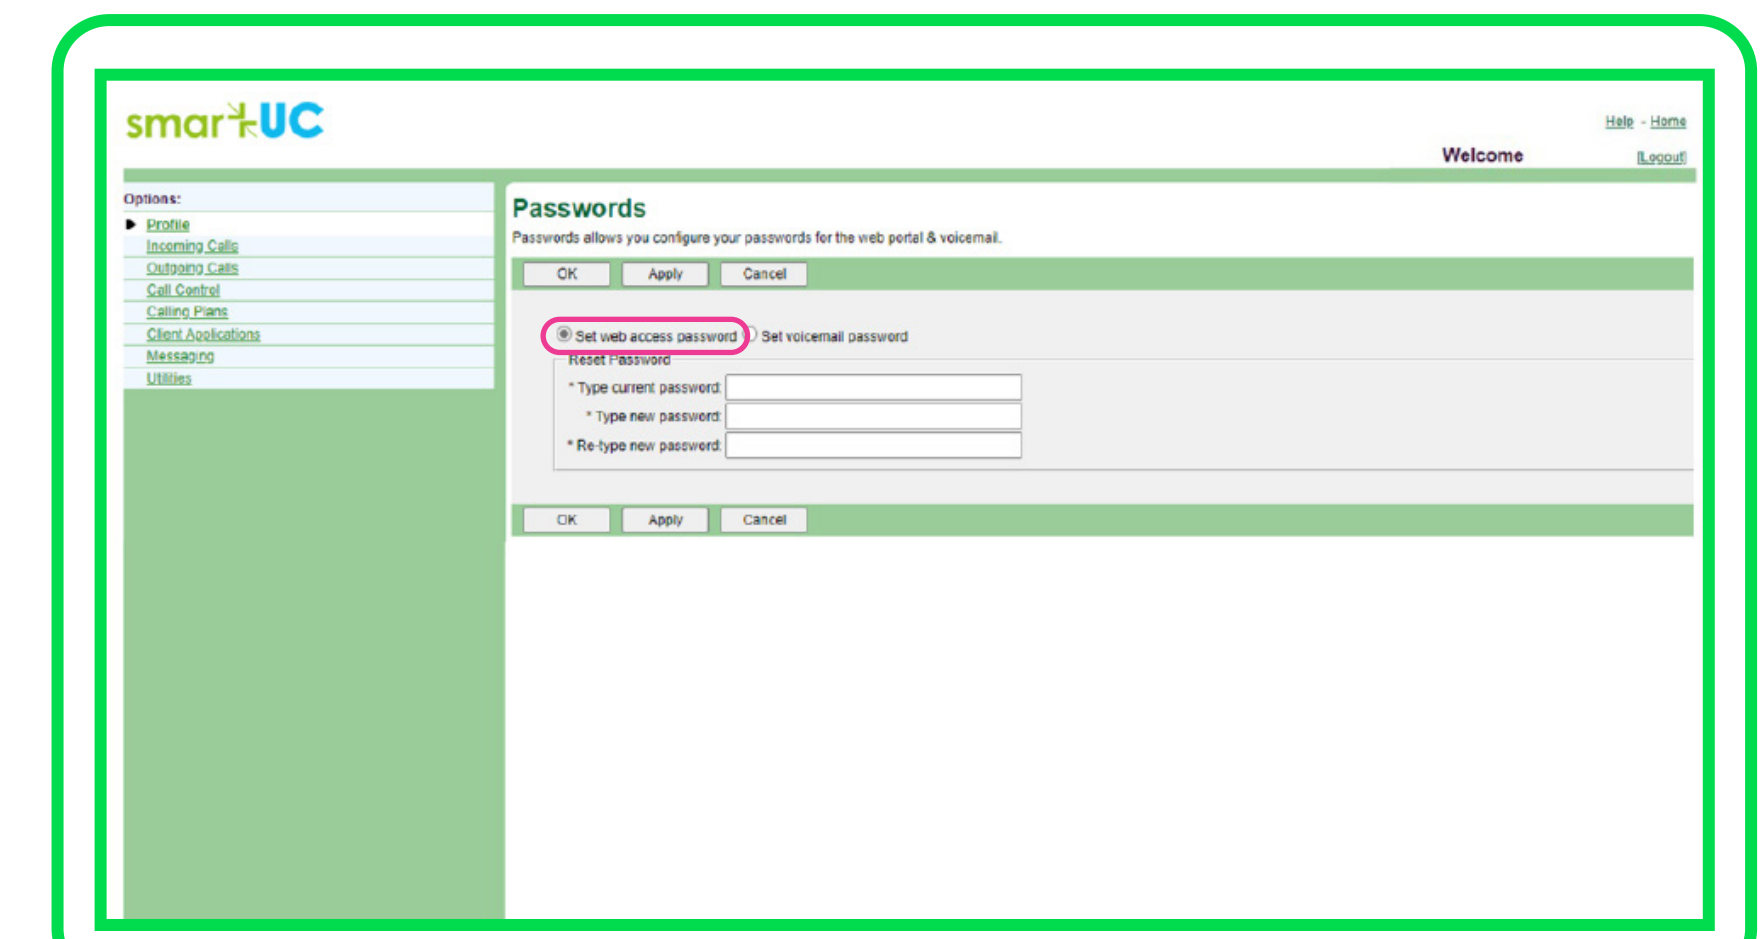 smartUC
Help - Home
Welcome [Logout]
Options:
Profile
Incoming Calls
Outgoing Calls
Call Control
Calling Plans
Client Applications
Messaging
Utilities
Passwords
Passwords allows you configure your passwords for the web portal & voicemail.
OK Apply Cancel
Set web access password Set voicemail password
Reset Password
* Type current password:
* Type new password:
* Re-type new password:
OK Apply Cancel